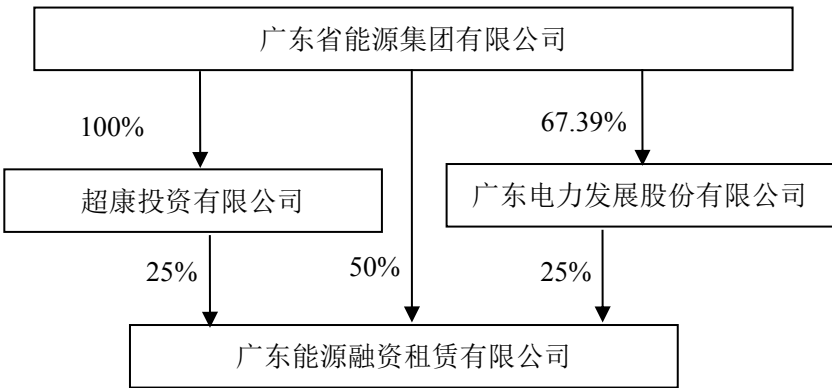 广东省能源集团有限公司
100%
67.39%
超康投资有限公司
广东电力发展股份有限公司
25%
50%
25%
广东能源融资租赁有限公司